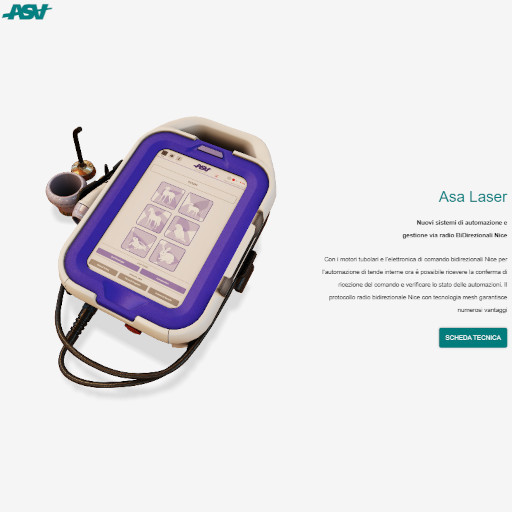 ASA
ASA
Asa Laser
Nuovi sistemi di automazione e
gestione via radio BiDirezionali Nice
Con i motori tubolari e l'elettronica di comando bidirezionali Nice per
l'automazione di tende interne ora è possibile ricevere la conferma di
ricezione del comando e verificare lo stato delle automazioni. Il
protocollo radio bidirezionale Nice con tecnologia mesh garantisce
numerosi vantaggi
SCHEDA TECNICA